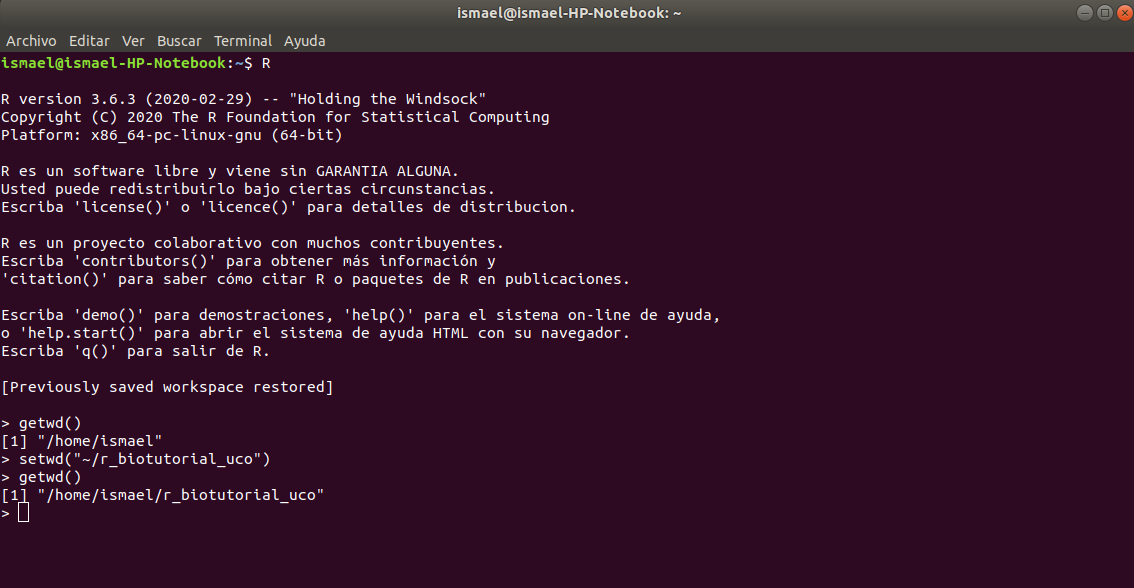 ismael@ismael-HP-Notebook: ~
Archivo Editar Ver Buscar Terminal Ayuda
ismael@ismael-HP-Notebook:~$ R
R version 3.6.3 (2020-02-29) -- "Holding the Windsock"
Copyright (C) 2020 The R Foundation for Statistical Computing
Platform: x86_64-pc-linux-gnu (64-bit)
R es un software libre y viene sin GARANTIA ALGUNA.
Usted puede redistribuirlo bajo ciertas circunstancias.
Escriba 'license()' o 'licence()' para detalles de distribucion.
R es un proyecto colaborativo con muchos contribuyentes.
Escriba 'contributors()' para obtener más información y
'citation()' para saber cómo citar R o paquetes de R en publicaciones.
Escriba 'demo()' para demostraciones, 'help()' para el sistema on-line de ayuda,
o 'help.start()' para abrir el sistema de ayuda HTML con su navegador.
Escriba 'q()' para salir de R.
[Previously saved workspace restored]
> getwd()
[1] "/home/ismael"
> setwd("~/r_biotutorial_uco")
> getwd()
[1] "/home/ismael/r_biotutorial_uco"
>